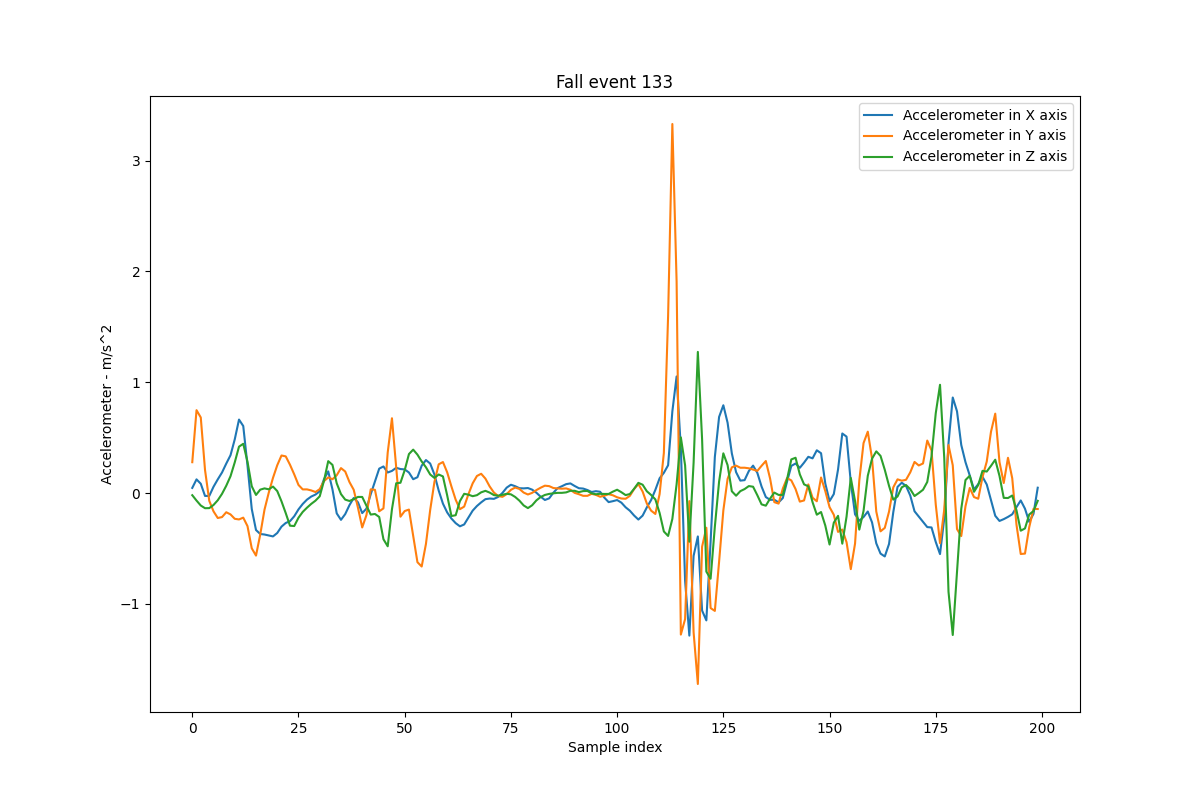 Fall event 133
Accelerometer in X axis
Accelerometer in Y axis
Accelerometer in Z axis
Accelerometer - m/s^2
3
2
1
0
−1
0 25 50 75 100 125 150 175 200
Sample index